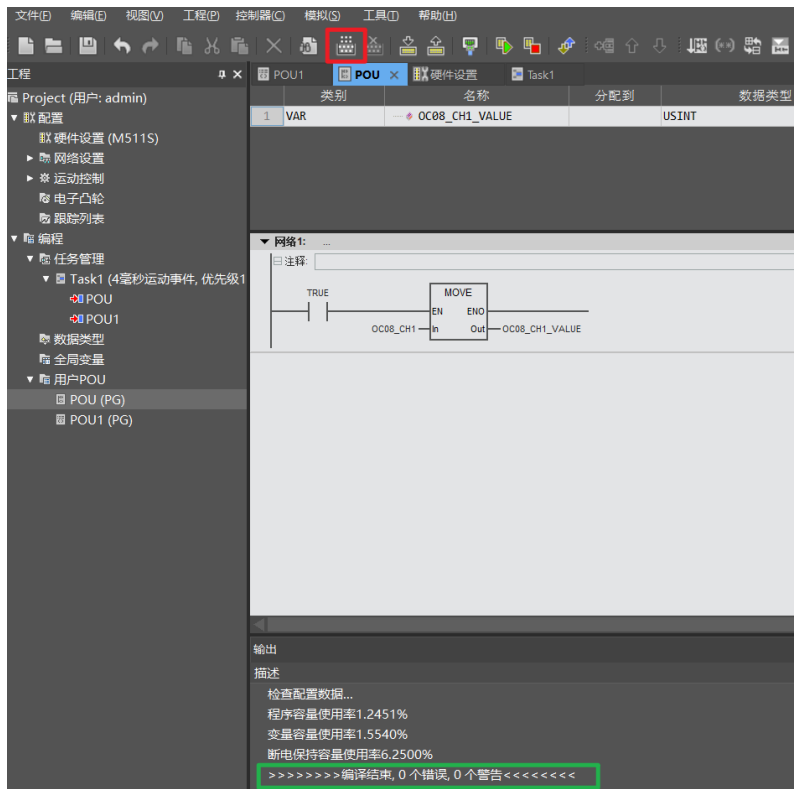 文件(F) 编辑(E) 视图(V) 工程(P) 控制器(C) 模拟(S) 工具(T) 帮助(H)
工程
Project (用户: admin)
配置
硬件设置 (M511S)
网络设置
运动控制
电子凸轮
跟踪列表
编程
任务管理
Task1 (4毫秒运动事件, 优先级1
POU
POU1
数据类型
全局变量
用户POU
POU (PG)
POU1 (PG)
POU1 POU 硬件设置 Task1
类别 名称 分配到 数据类型
1 VAR OC08_CH1_VALUE USINT
网络1: ...
注释:
TRUE MOVE
EN ENO
OC08_CH1 In Out OC08_CH1_VALUE
输出
描述
检查配置数据...
程序容量使用率1.2451%
变量容量使用率1.5540%
断电保持容量使用率6.2500%
>>>>>>>>编译结束, 0 个错误, 0 个警告<<<<<<<<